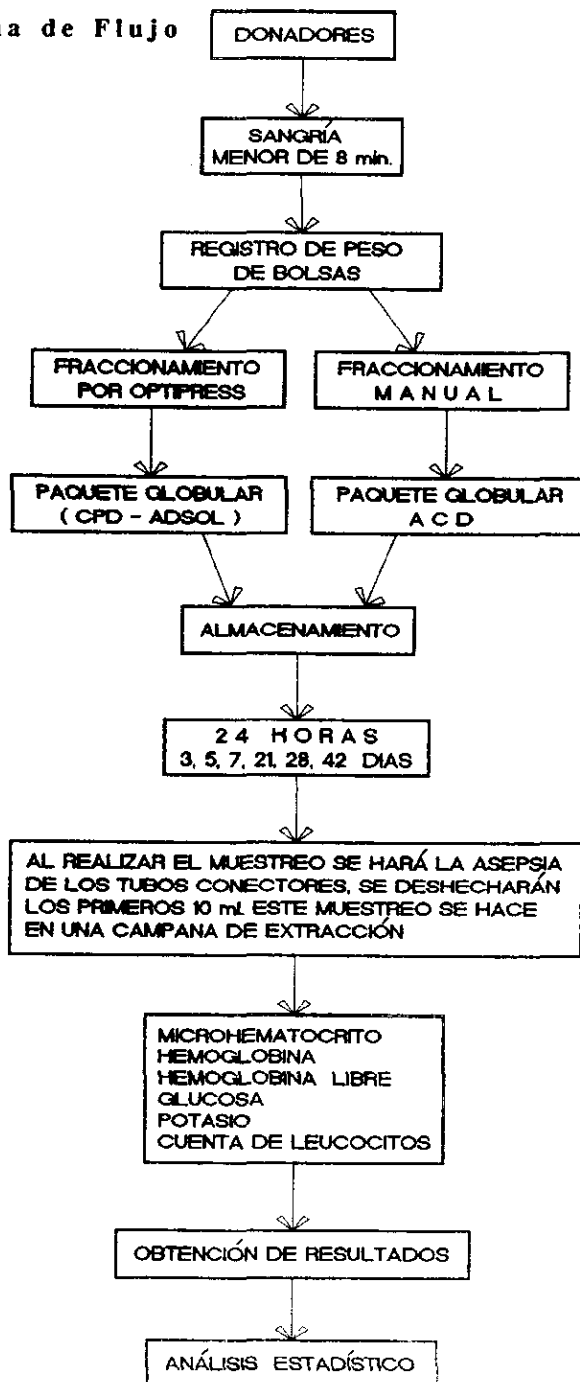 na de Flujo
DONADORES
SANGRÍA
MENOR DE 8 min.
REGISTRO DE PESO
DE BOLSAS
FRACCIONAMIENTO
POR OPTIPRESS
FRACCIONAMIENTO
MANUAL
PAQUETE GLOBULAR
( CPD - ADSOL )
PAQUETE GLOBULAR
ACD
ALMACENAMIENTO
24 HORAS
3, 5, 7, 21, 28, 42 DIAS
AL REALIZAR EL MUESTREO SE HARÁ LA ASEPSIA
DE LOS TUBOS CONECTORES, SE DESHECHARÁN
LOS PRIMEROS 10 ml. ESTE MUESTREO SE HACE
EN UNA CAMPANA DE EXTRACCIÓN
MICROHEMATOCRITO
HEMOGLOBINA
HEMOGLOBINA LIBRE
GLUCOSA
POTASIO
CUENTA DE LEUCOCITOS
OBTENCIÓN DE RESULTADOS
ANÁLISIS ESTADÍSTICO